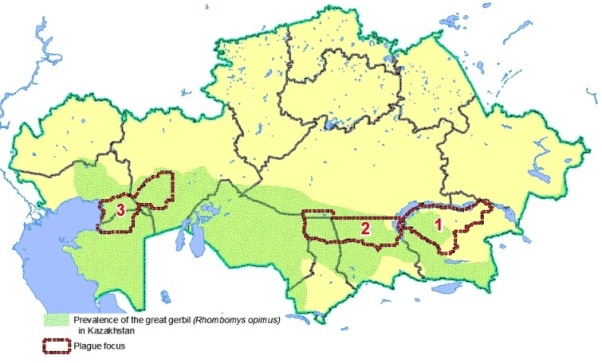 1
2
3
Prevalence of the great gerbil (Rhombomys opimus)
in Kazakhstan
Plague focus